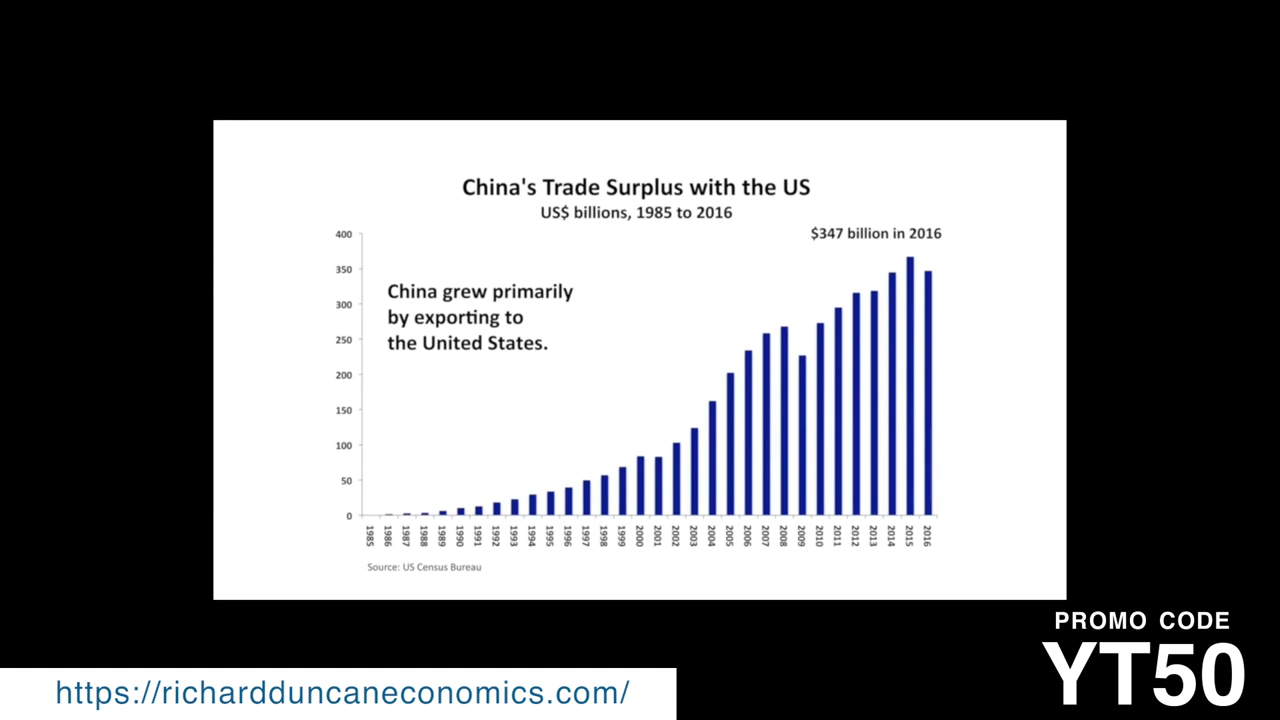 China's Trade Surplus with the US
US$ billions, 1985 to 2016
$347 billion in 2016
China grew primarily
by exporting to
the United States.
400
350
300
250
200
150
100
50
0
1985 1986 1987 1988 1989 1990 1991 1992 1993 1994 1995 1996 1997 1998 1999 2000 2001 2002 2003 2004 2005 2006 2007 2008 2009 2010 2011 2012 2013 2014 2015 2016
Source: US Census Bureau
PROMO CODE
YT50
https://richardduncaneconomics.com/